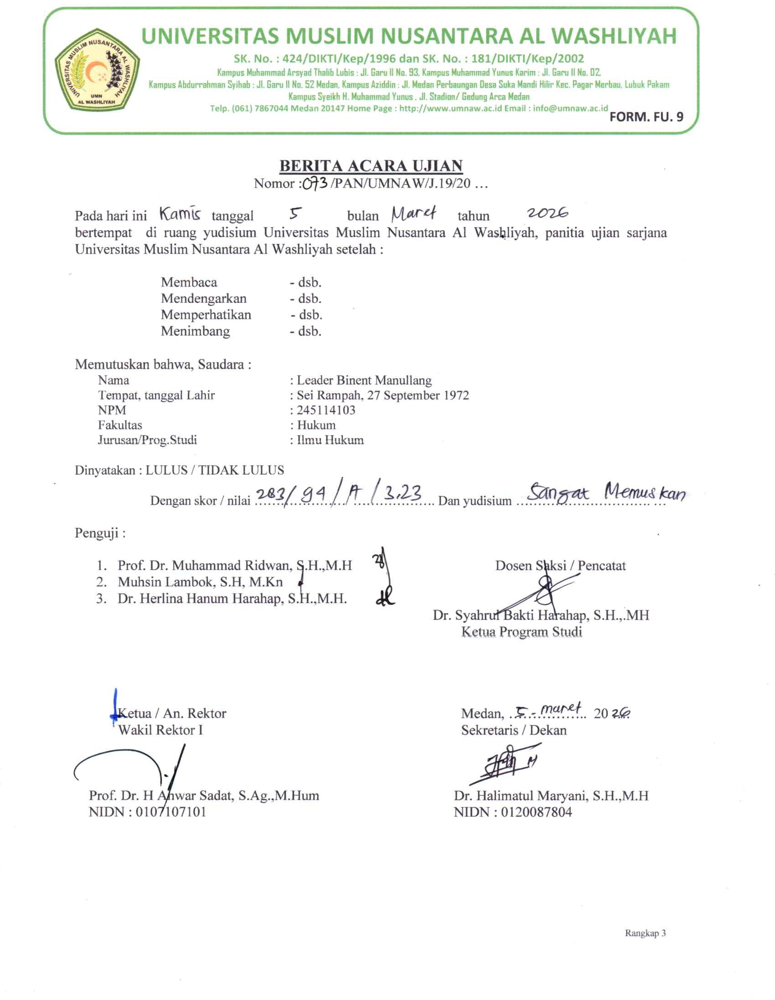 UNIVERSITAS MUSLIM NUSANTARA AL WASHLIYAH
SK. No. : 424/DIKTI/Kep/1996 dan SK. No. : 181/DIKTI/Kep/2002
Kampus Muhammad Arsyad Thalib Lubis : Jl. Garu II No. 93, Kampus Muhammad Yunus Karim : Jl. Garu II No. 02,
Kampus Abdurrahman Syihab : Jl. Garu II No. 52 Medan, Kampus Aziddin : Jl. Medan Perbaungan Desa Suka Mandi Hilir Kec. Pagar Merbau, Lubuk Pakam
Kampus Syeikh H. Muhammad Yunus , Jl. Stadion/ Gedung Arca Medan
Telp. (061) 7867044 Medan 20147 Home Page : http://www.umnaw.ac.id Email : info@umnaw.ac.id
FORM. FU. 9
UNIVERSITAS MUSLIM NUSANTARA AL WASHLIYAH
UMN
AL WASHLIYAH
BERITA ACARA UJIAN
Nomor :073 /PAN/UMNAW/J.19/20 ...
Pada hari ini Kamis tanggal 5 bulan Maret tahun 2026
bertempat di ruang yudisium Universitas Muslim Nusantara Al Washliyah, panitia ujian sarjana
Universitas Muslim Nusantara Al Washliyah setelah :
Membaca - dsb.
Mendengarkan - dsb.
Memperhatikan - dsb.
Menimbang - dsb.
Memutuskan bahwa, Saudara :
Nama : Leader Binent Manullang
Tempat, tanggal Lahir : Sei Rampah, 27 September 1972
NPM : 245114103
Fakultas : Hukum
Jurusan/Prog.Studi : Ilmu Hukum
Dinyatakan : LULUS / TIDAK LULUS
Dengan skor / nilai 283/ 94 / A / 3,23 Dan yudisium Sangat Memuskan
Penguji :
1. Prof. Dr. Muhammad Ridwan, S.H.,M.H
2. Muhsin Lambok, S.H, M.Kn
3. Dr. Herlina Hanum Harahap, S.H.,M.H.
Dosen Saksi / Pencatat
Dr. Syahrul Bakti Harahap, S.H.,.MH
Ketua Program Studi
Ketua / An. Rektor
Wakil Rektor I
Prof. Dr. H Anwar Sadat, S.Ag.,M.Hum
NIDN : 0107107101
Medan, 5 - maret 2026
Sekretaris / Dekan
Dr. Halimatul Maryani, S.H.,M.H
NIDN : 0120087804
Rangkap 3